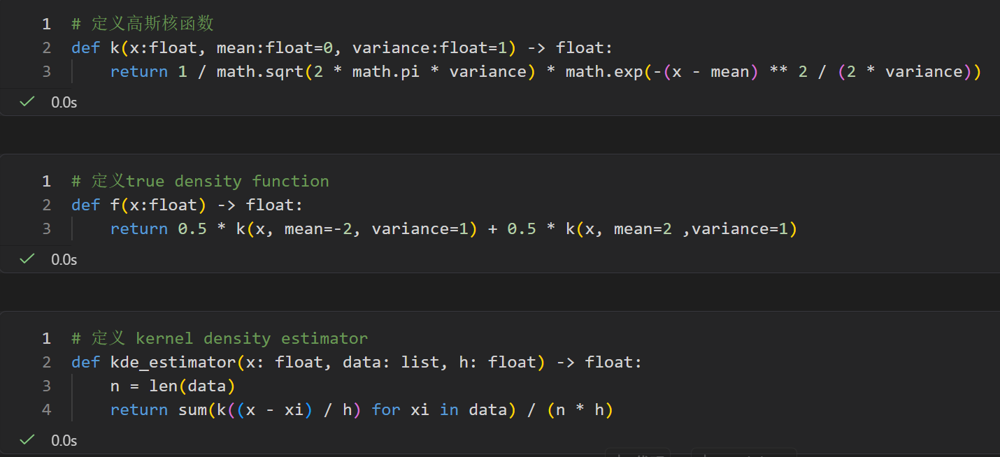 1 # 定义高斯核函数
2 def k(x:float, mean:float=0, variance:float=1) -> float:
3 return 1 / math.sqrt(2 * math.pi * variance) * math.exp(-(x - mean) ** 2 / (2 * variance))
0.0s
1 # 定义true density function
2 def f(x:float) -> float:
3 return 0.5 * k(x, mean=-2, variance=1) + 0.5 * k(x, mean=2 ,variance=1)
0.0s
1 # 定义 kernel density estimator
2 def kde_estimator(x: float, data: list, h: float) -> float:
3 n = len(data)
4 return sum(k((x - xi) / h) for xi in data) / (n * h)
0.0s